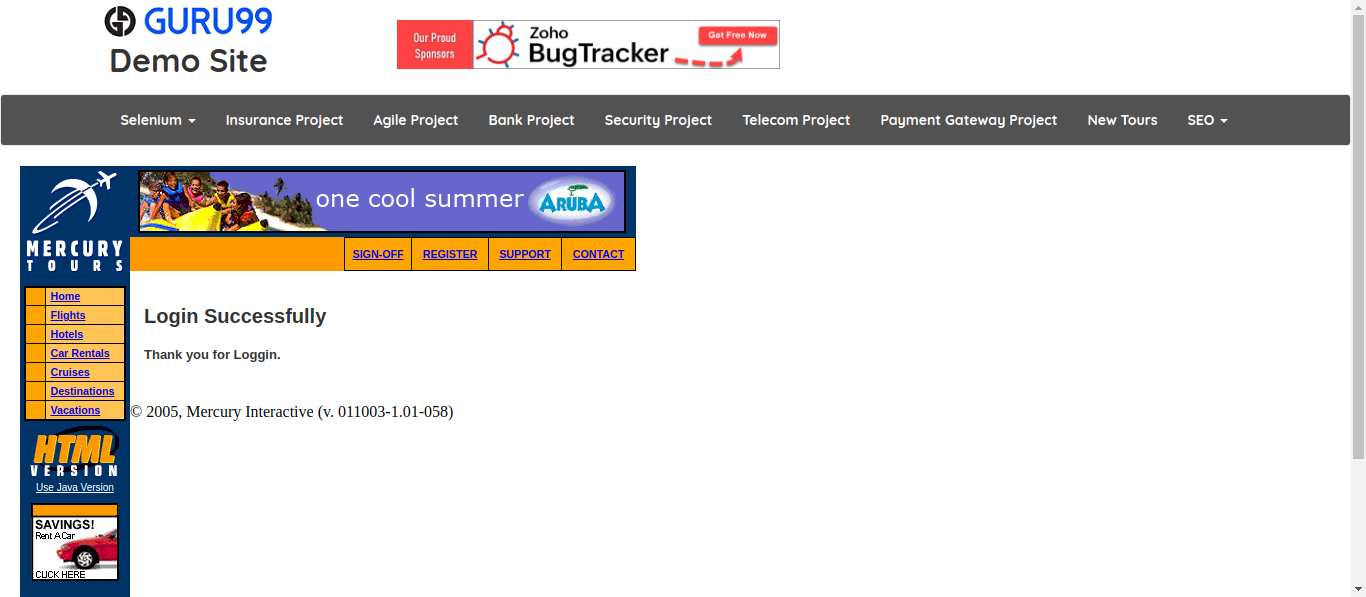 GURU99
Demo Site
Our Proud
Sponsors
Zoho
BugTracker
Get Free Now
Selenium
Insurance Project
Agile Project
Bank Project
Security Project
Telecom Project
Payment Gateway Project
New Tours
SEO
one cool summer
ARUBA
MERCURY
TOURS
SIGN-OFF
REGISTER
SUPPORT
CONTACT
Home
Flights
Hotels
Car Rentals
Cruises
Destinations
Vacations
Login Successfully
Thank you for Loggin.
© 2005, Mercury Interactive (v. 011003-1.01-058)
HTML
VERSION
Use Java Version
SAVINGS!
Rent A Car
CLICK HERE